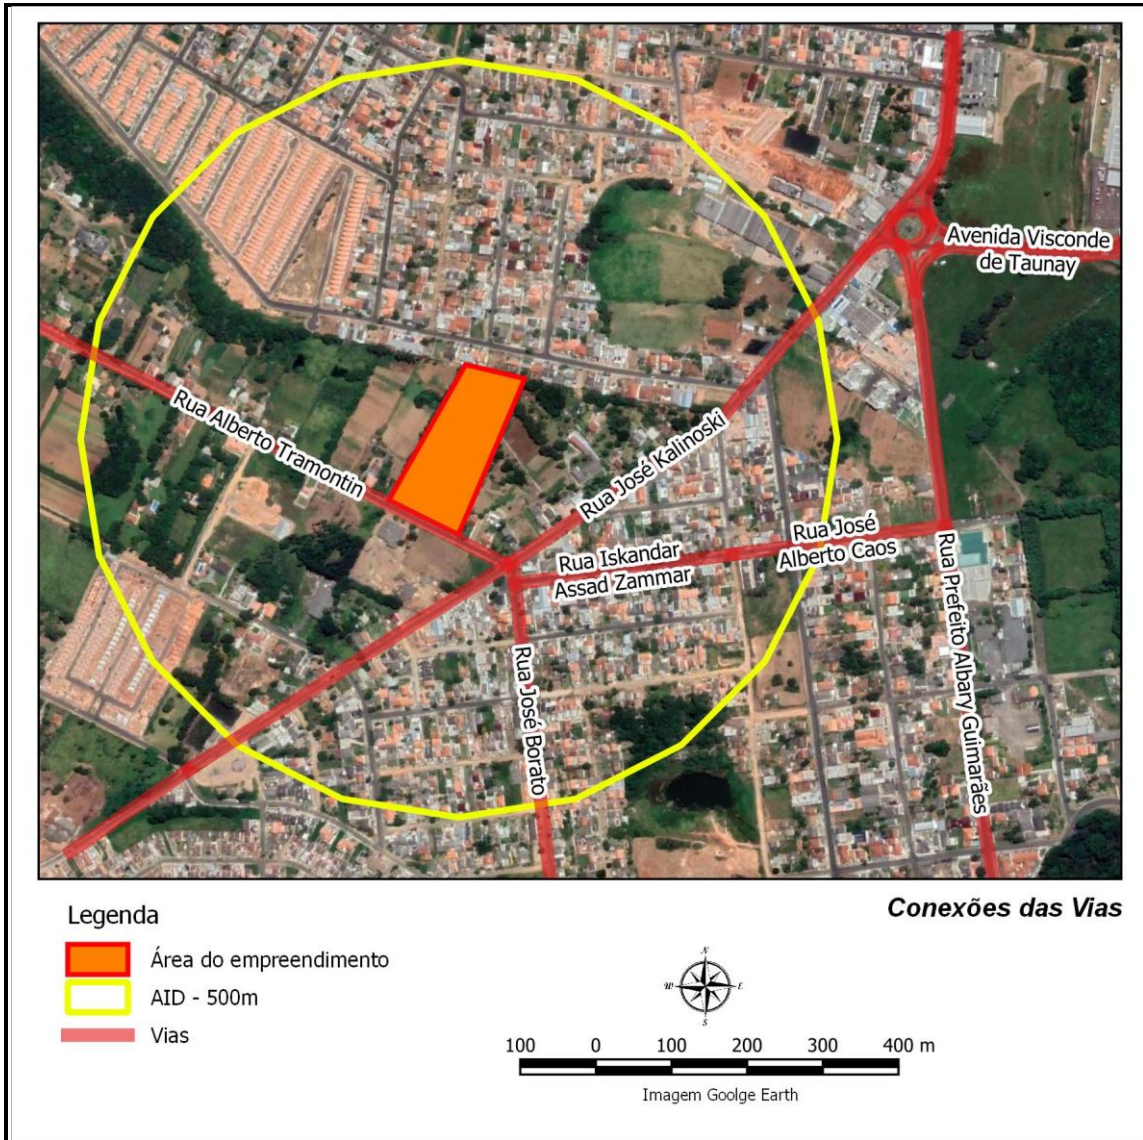 Avenida Visconde
de Taunay
Rua Alberto Tramontin
Rua José Kalinoski
Rua José
Alberto Caos
Rua Iskandar
Assad Zammar
Rua José Borato
Rua Prefeito Albary Guimarães
Conexões das Vias
Legenda
Área do empreendimento
AID - 500m
Vias
N
W E
S
100 0 100 200 300 400 m
Imagem Goolge Earth